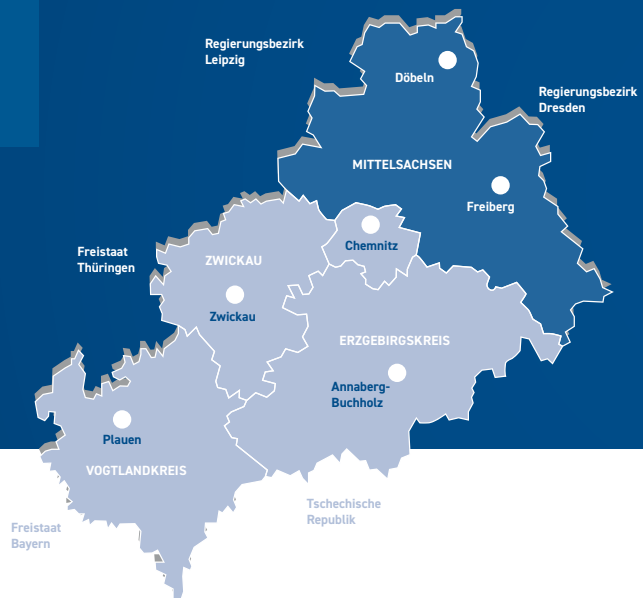 Regierungsbezirk
Leipzig
Döbeln
Regierungsbezirk
Dresden
MITTELSACHSEN
Freiberg
Chemnitz
Freistaat
Thüringen
ZWICKAU
Zwickau
ERZGEBIRGSKREIS
Annaberg-
Buchholz
Plauen
VOGTLANDKREIS
Tschechische
Republik
Freistaat
Bayern